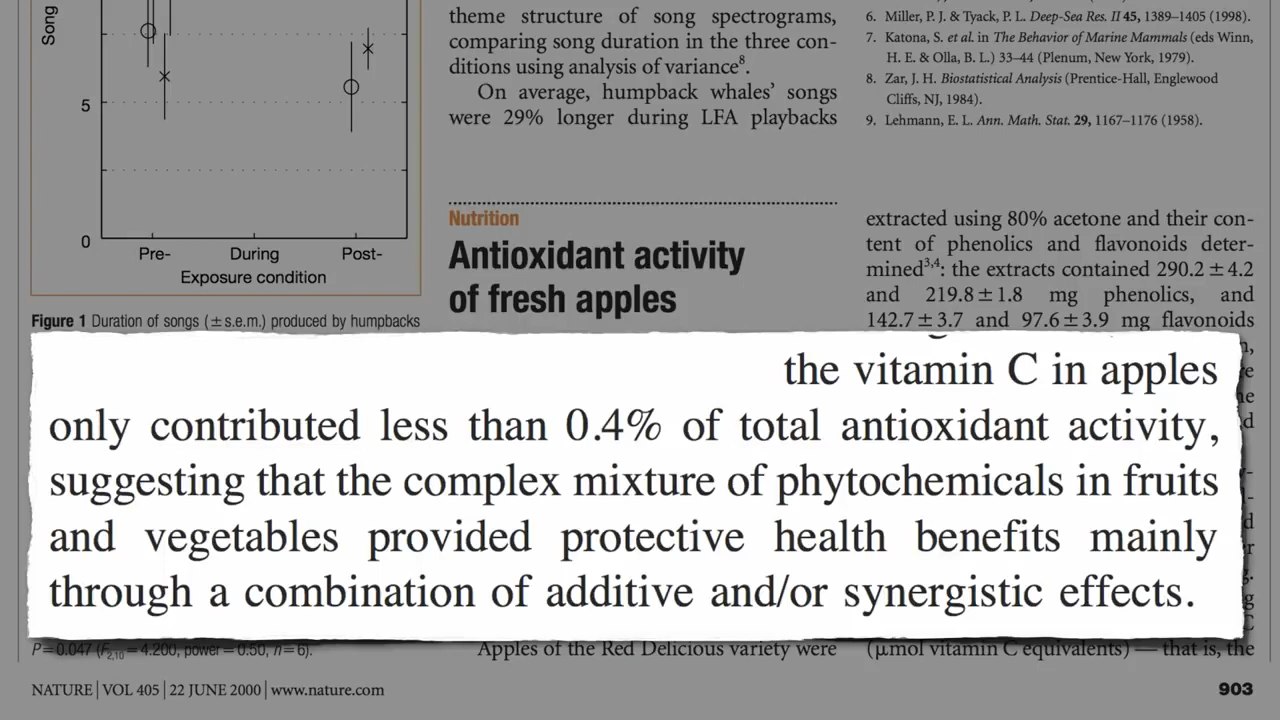 Song
5
0
Pre-
During
Post-
Exposure condition
Figure 1 Duration of songs (±s.e.m.) produced by humpbacks
theme structure of song spectrograms,
comparing song duration in the three con-
ditions using analysis of variance8.
On average, humpback whales’ songs
were 29% longer during LFA playbacks
6. Miller, P. J. & Tyack, P. L. Deep-Sea Res. II 45, 1389–1405 (1998).
7. Katona, S. et al. in The Behavior of Marine Mammals (eds Winn,
H. E. & Olla, B. L.) 33–44 (Plenum, New York, 1979).
8. Zar, J. H. Biostatistical Analysis (Prentice-Hall, Englewood
Cliffs, NJ, 1984).
9. Lehmann, E. L. Ann. Math. Stat. 29, 1167–1176 (1958).
Nutrition
Antioxidant activity
of fresh apples
extracted using 80% acetone and their con-
tent of phenolics and flavonoids deter-
mined3,4: the extracts contained 290.2 ± 4.2
and 219.8 ± 1.8 mg phenolics, and
142.7 ± 3.7 and 97.6 ± 3.9 mg flavonoids
the vitamin C in apples
only contributed less than 0.4% of total antioxidant activity,
suggesting that the complex mixture of phytochemicals in fruits
and vegetables provided protective health benefits mainly
through a combination of additive and/or synergistic effects.
P=0.047 (F2,10=4.200, power=0.50, n=6).
Apples of the Red Delicious variety were
(μmol vitamin C equivalents) — that is, the
NATURE | VOL 405 | 22 JUNE 2000 | www.nature.com
903